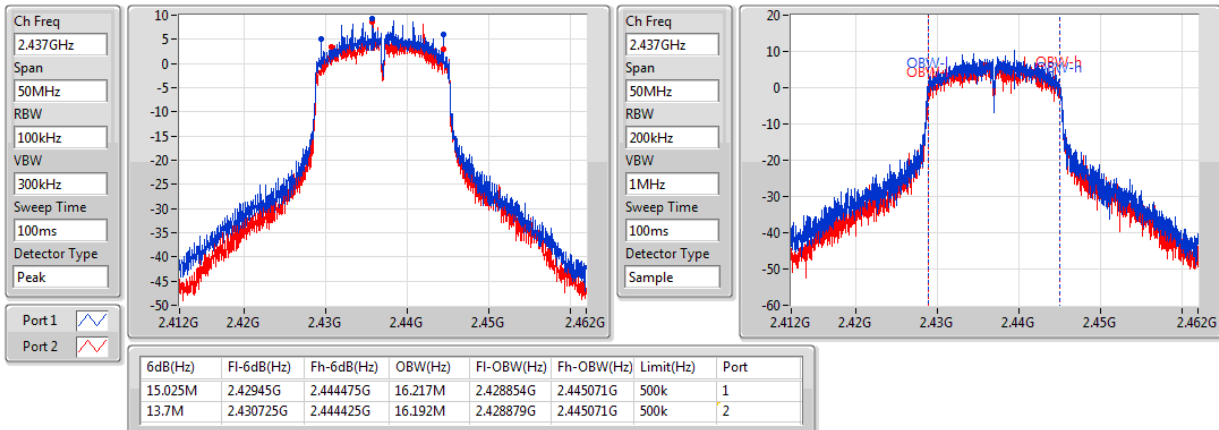 Ch Freq
2.437GHz
Span
50MHz
RBW
100kHz
VBW
300kHz
Sweep Time
100ms
Detector Type
Peak
Port 1
Port 2
10
5
0
-5
-10
-15
-20
-25
-30
-35
-40
-45
-50
2.412G 2.42G 2.43G 2.44G 2.45G 2.462G
Ch Freq
2.437GHz
Span
50MHz
RBW
200kHz
VBW
1MHz
Sweep Time
100ms
Detector Type
Sample
20
10
0
-10
-20
-30
-40
-50
-60
OBW-l OBW-h
2.412G 2.42G 2.43G 2.44G 2.45G 2.462G
6dB(Hz) Fl-6dB(Hz) Fh-6dB(Hz) OBW(Hz) Fl-OBW(Hz) Fh-OBW(Hz) Limit(Hz) Port
15.025M 2.42945G 2.444475G 16.217M 2.428854G 2.445071G 500k 1
13.7M 2.430725G 2.444425G 16.192M 2.428879G 2.445071G 500k 2